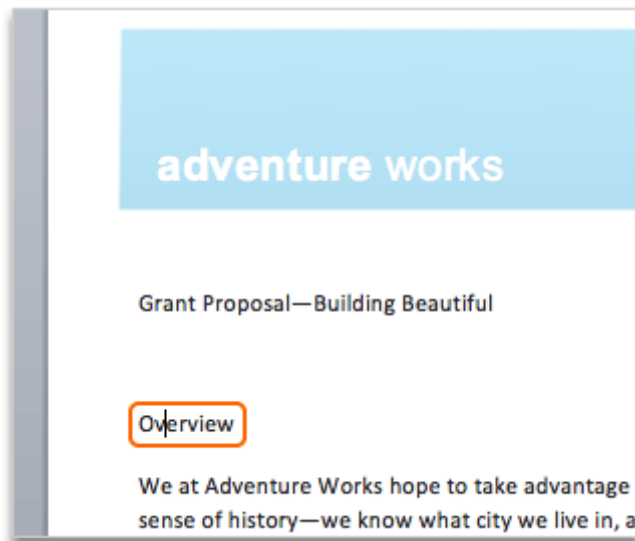 adventure works
Grant Proposal—Building Beautiful
Overview
We at Adventure Works hope to take advantage
sense of history—we know what city we live in, a